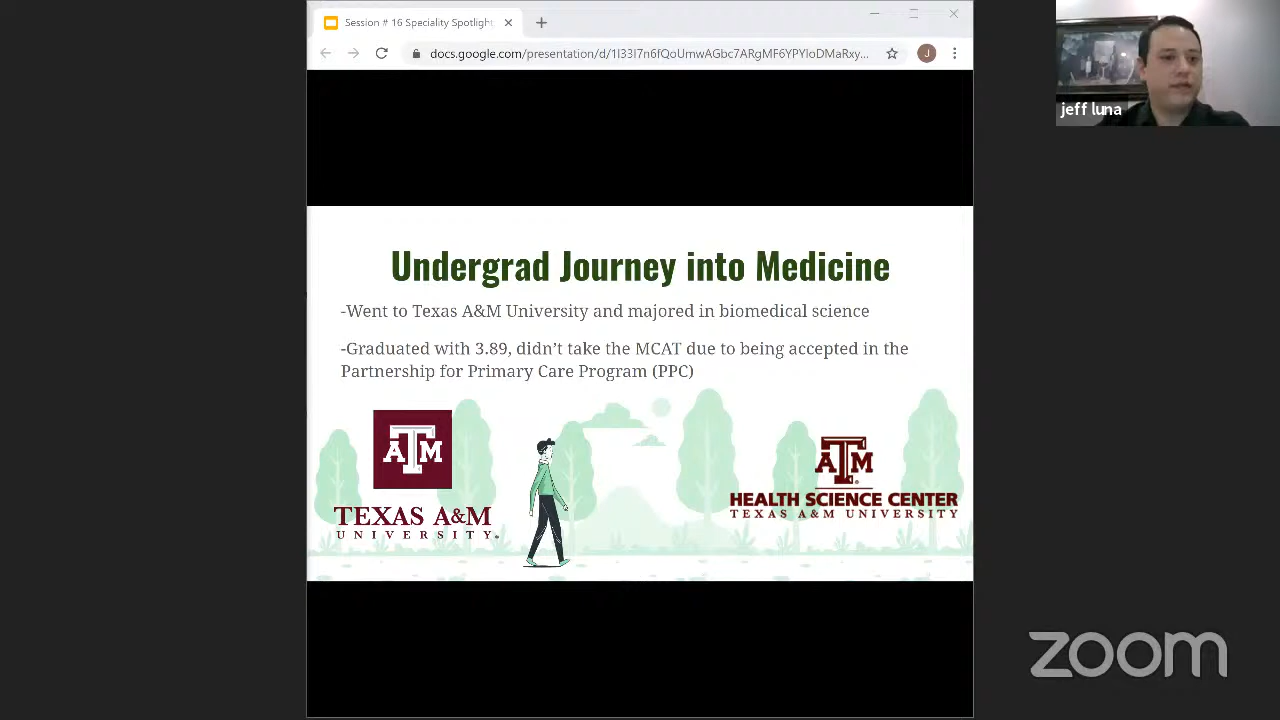 Session # 16 Speciality Spotlight
docs.google.com/presentation/d/1I33I7n6fQoUmwAGbc7ARgMF6YPYIoDMaRxy...
J
jeff luna
Undergrad Journey into Medicine
-Went to Texas A&M University and majored in biomedical science
-Graduated with 3.89, didn't take the MCAT due to being accepted in the
Partnership for Primary Care Program (PPC)
ATM
TEXAS A&M
UNIVERSITY
ATM
HEALTH SCIENCE CENTER
TEXAS A&M UNIVERSITY
zoom